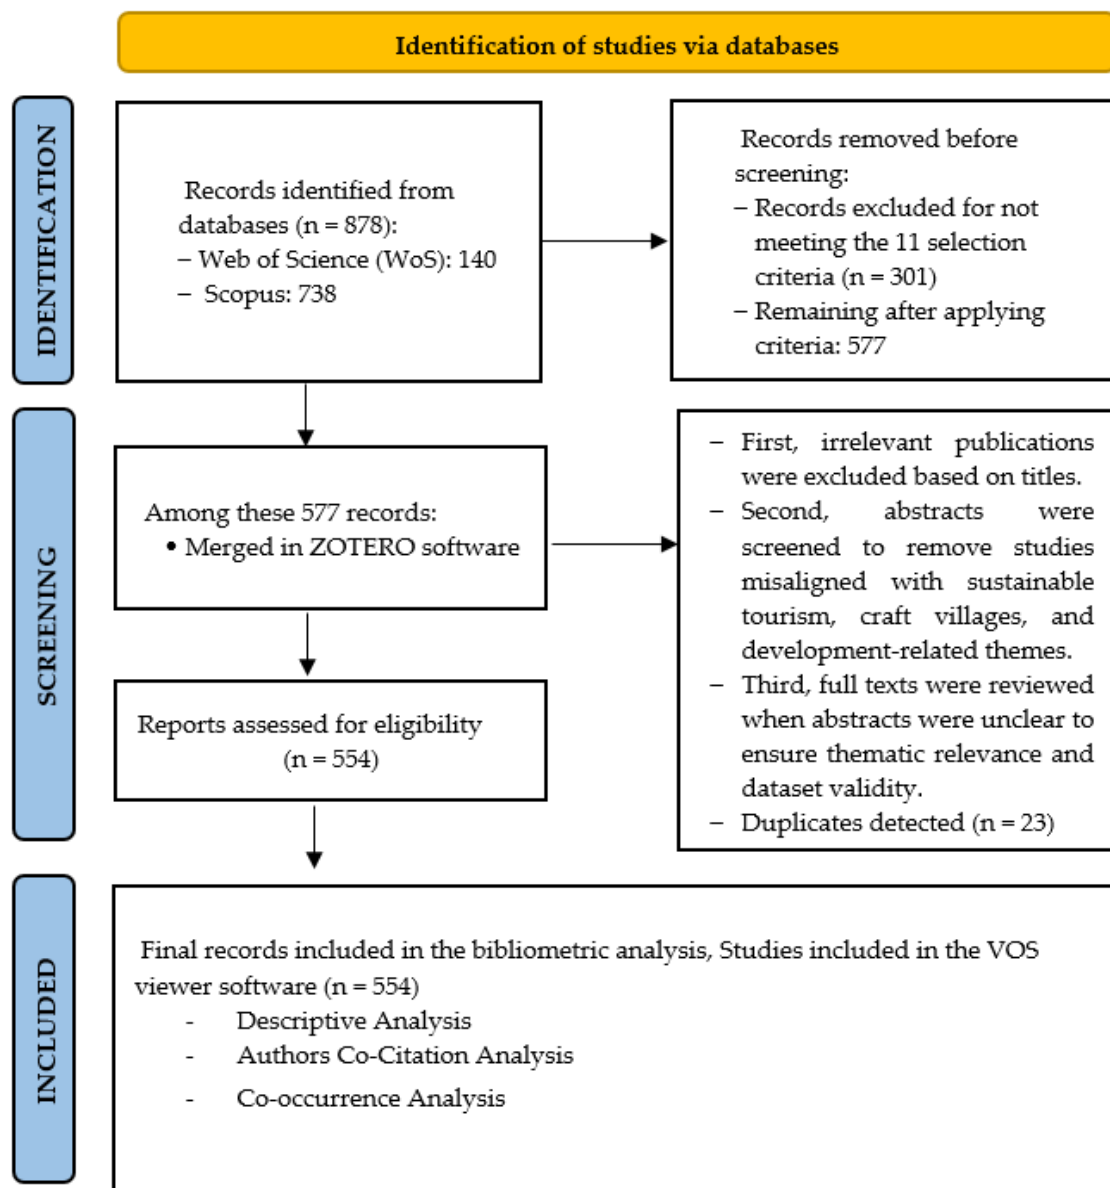 Identification of studies via databases
IDENTIFICATION
Records identified from
databases (n = 878):
– Web of Science (WoS): 140
– Scopus: 738
Records removed before
screening:
– Records excluded for not
meeting the 11 selection
criteria (n = 301)
– Remaining after applying
criteria: 577
SCREENING
Among these 577 records:
• Merged in ZOTERO software
– First, irrelevant publications
were excluded based on titles.
– Second, abstracts were
screened to remove studies
misaligned with sustainable
tourism, craft villages, and
development-related themes.
– Third, full texts were reviewed
when abstracts were unclear to
ensure thematic relevance and
dataset validity.
– Duplicates detected (n = 23)
Reports assessed for eligibility
(n = 554)
INCLUDED
Final records included in the bibliometric analysis, Studies included in the VOS
viewer software (n = 554)
- Descriptive Analysis
- Authors Co-Citation Analysis
- Co-occurrence Analysis